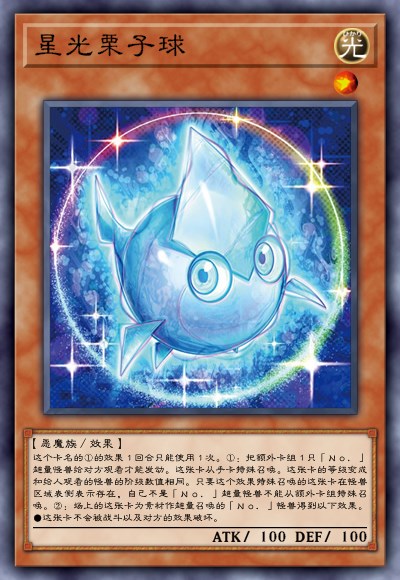 星光栗子球
光
【恶魔族／效果】
这个卡名的①的效果1回合只能使用1次。①：把额外卡组1只「No.」
超量怪兽给对方观看才能发动。这张卡从手卡特殊召唤。这张卡的等级变成
和给人观看的怪兽的阶级数值相同。只要这个效果特殊召唤的这张卡在怪兽
区域表侧表示存在，自己不是「No.」超量怪兽不能从额外卡组特殊召
唤。②：场上的这张卡为素材作超量召唤的「No.」怪兽得到以下效果。
●这张卡不会被战斗以及对方的效果破坏。
ATK/ 100 DEF/ 100